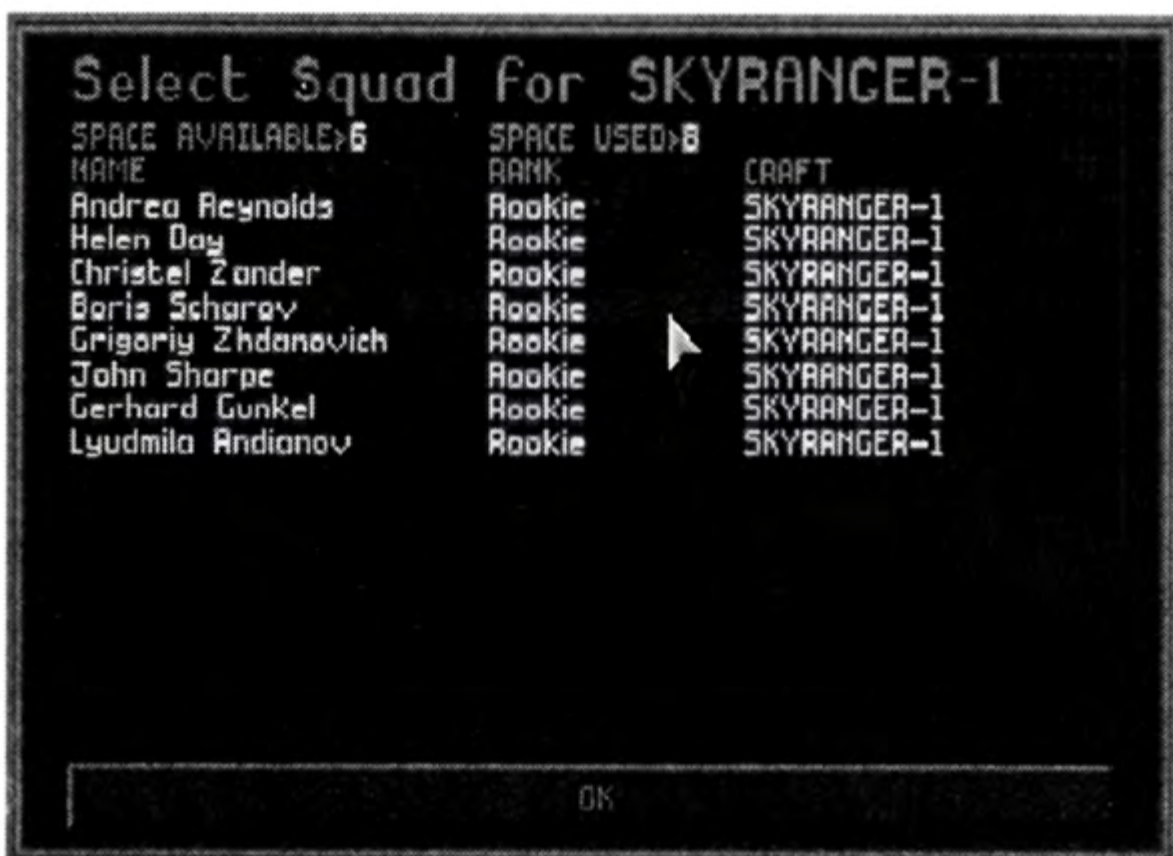 Select Squad for SKYRANGER-1
SPACE AVAILABLE>6 SPACE USED>8
NAME RANK CRAFT
Andrea Reynolds Rookie SKYRANGER-1
Helen Day Rookie SKYRANGER-1
Christel Zander Rookie SKYRANGER-1
Boris Scharov Rookie SKYRANGER-1
Grigoriy Zhdanovich Rookie SKYRANGER-1
John Sharpe Rookie SKYRANGER-1
Gerhard Gunkel Rookie SKYRANGER-1
Lyudmila Andianov Rookie SKYRANGER-1
OK